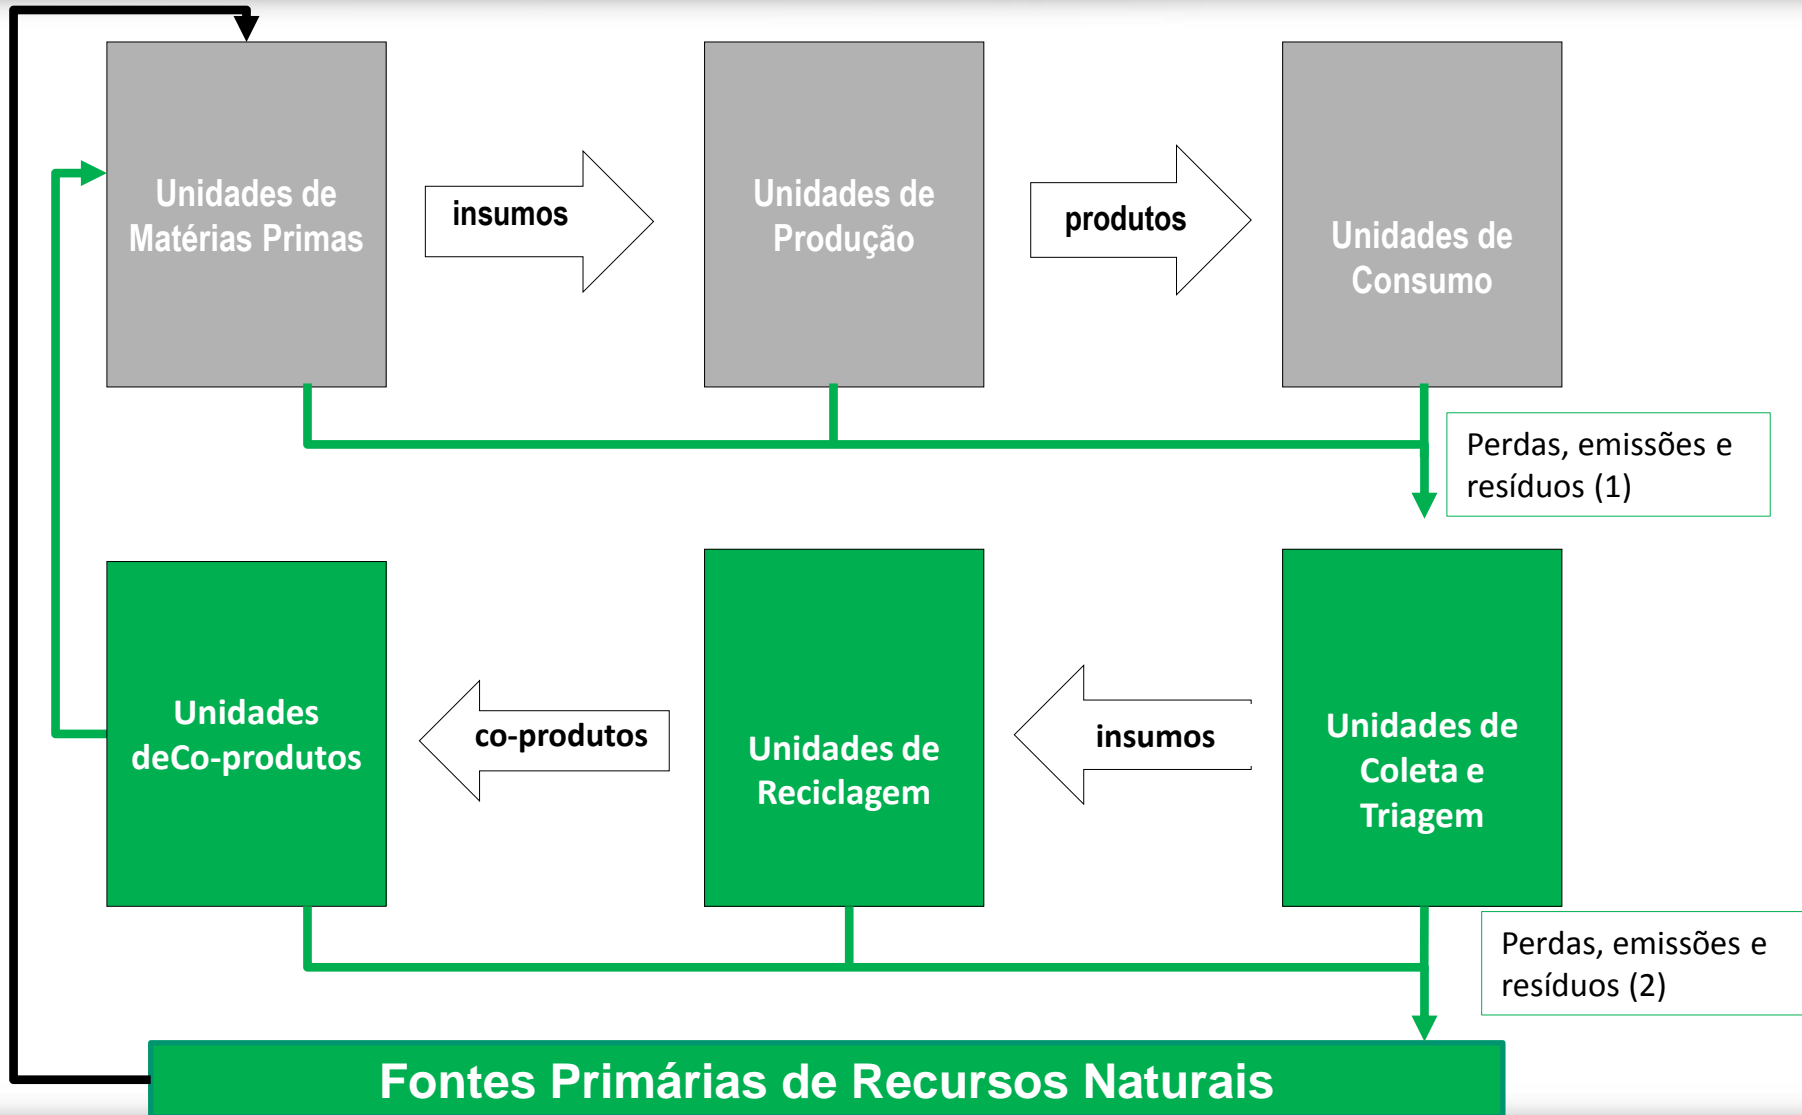 Unidades de
Matérias Primas
insumos
Unidades de
Produção
produtos
Unidades de
Consumo
Perdas, emissões e
resíduos (1)
Unidades
deCo-produtos
co-produtos
Unidades de
Reciclagem
insumos
Unidades de
Coleta e
Triagem
Perdas, emissões e
resíduos (2)
Fontes Primárias de Recursos Naturais